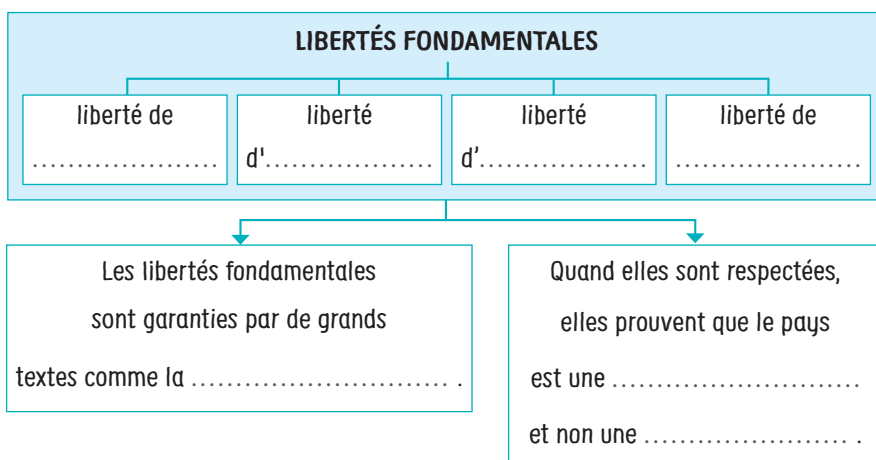 LIBERTÉS FONDAMENTALES
liberté de
.....................
liberté
d'...................
liberté
d’...................
liberté de
.....................
Les libertés fondamentales
sont garanties par de grands
textes comme la ............................. .
Quand elles sont respectées,
elles prouvent que le pays
est une ............................
et non une ....................... .